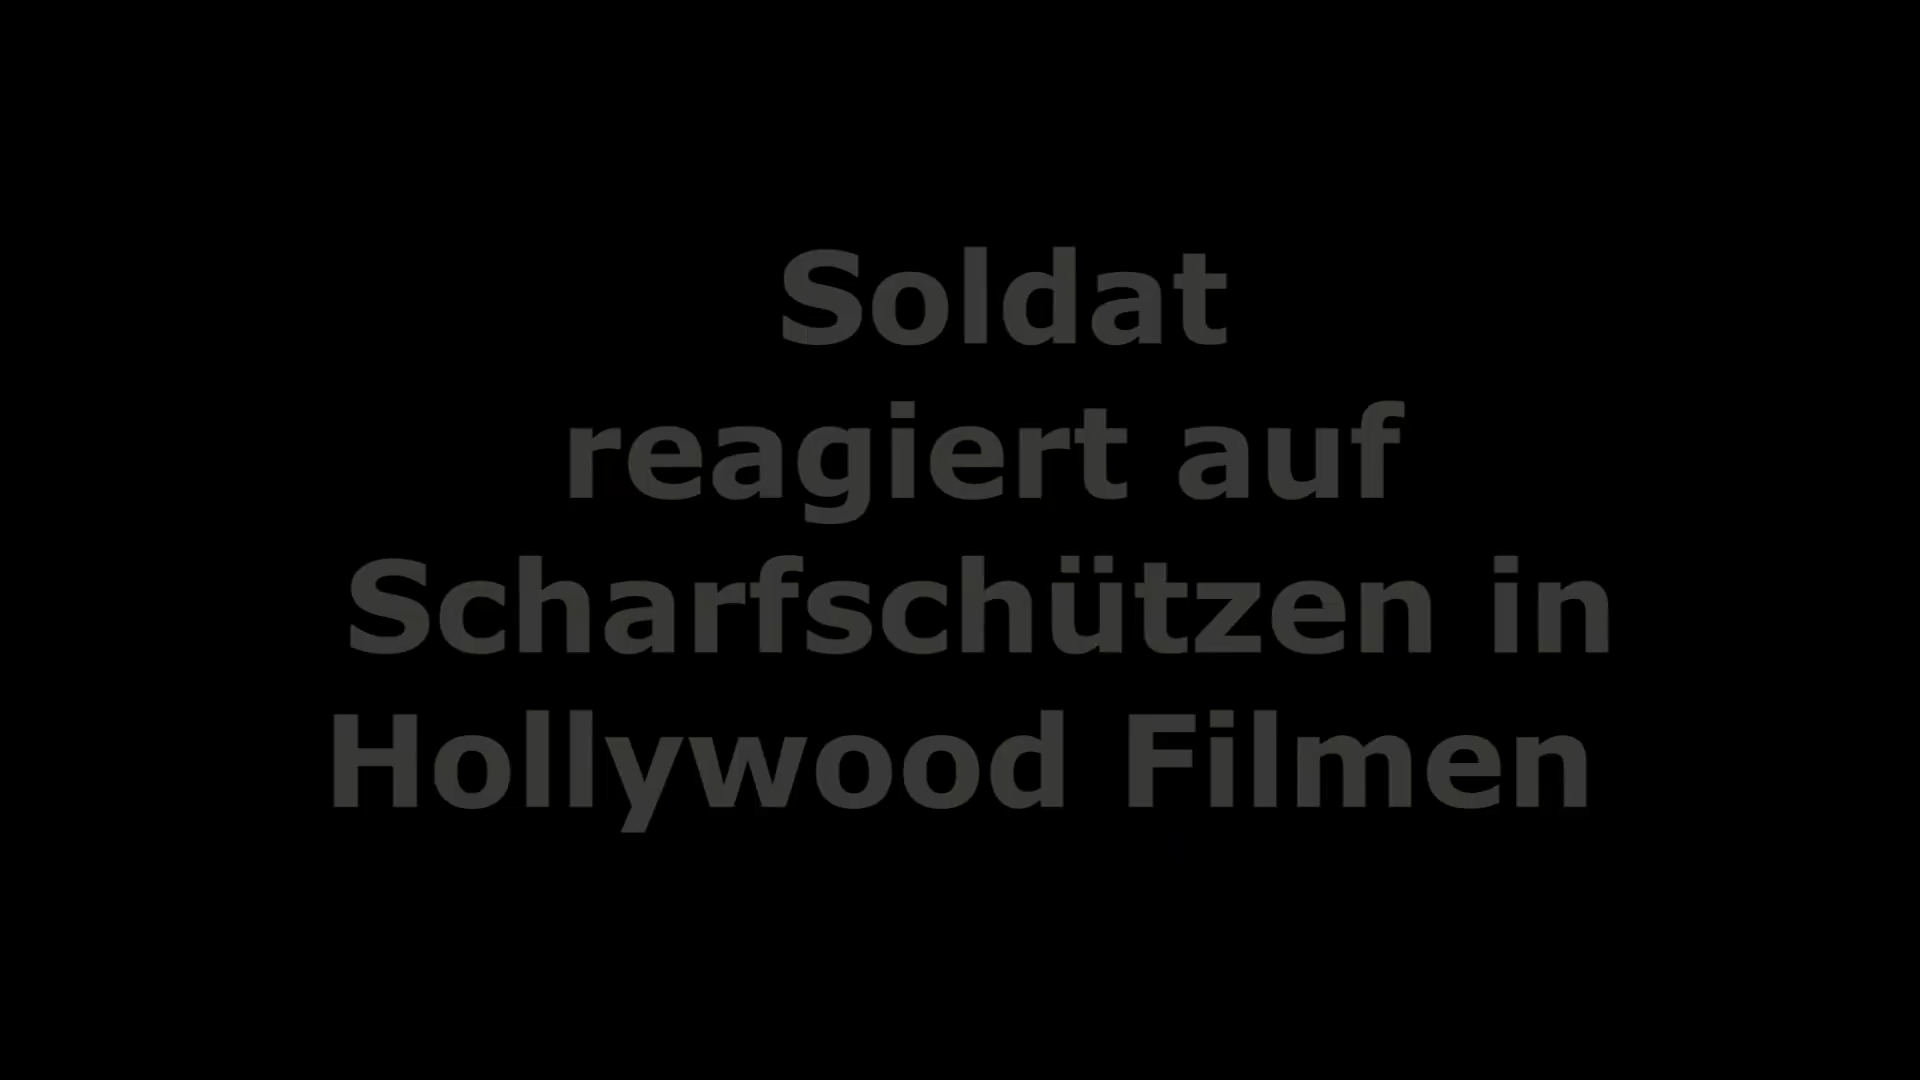 Soldat
reagiert auf
Scharfschützen in
Hollywood Filmen